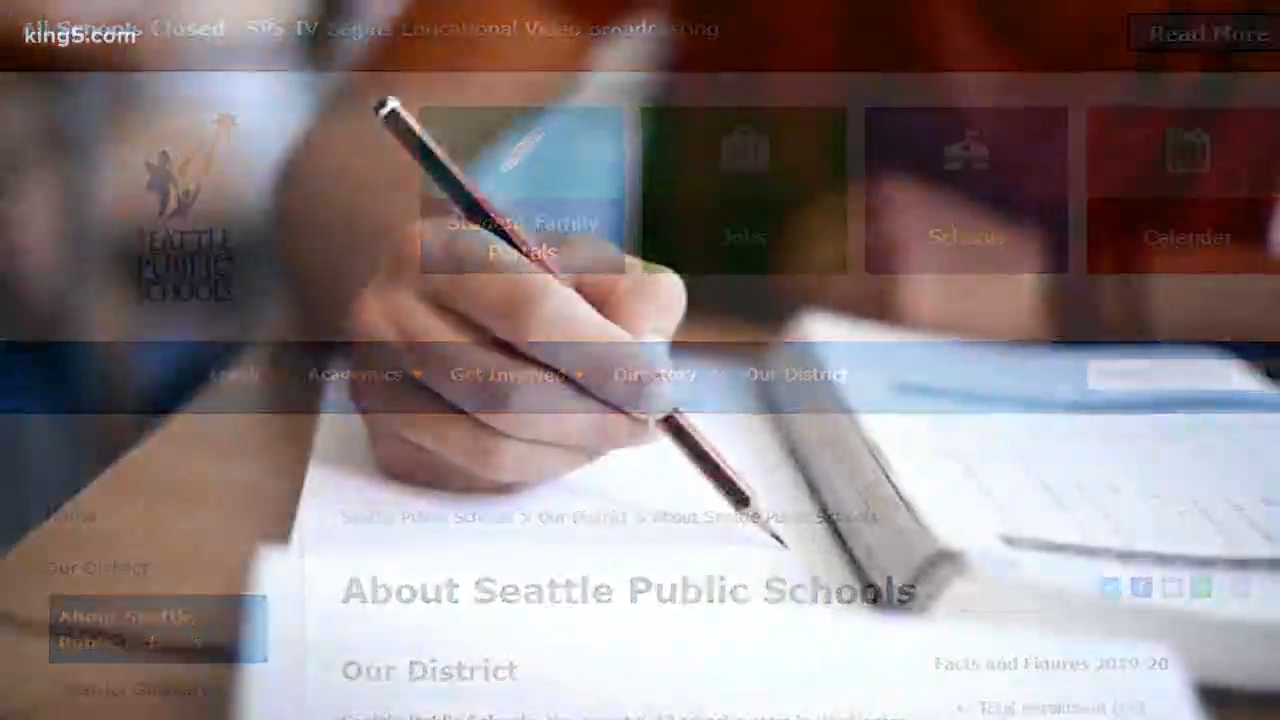 king5.com
All Schools Closed SPS TV Begins Educational Video Broadcasting
Read More
SEATTLE
PUBLIC
SCHOOLS
Student Family
Portals
Jobs
Schools
Calendar
Academics
Get Involved
Directory
Our District
Home
Seattle Public Schools > Our District > About Seattle Public Schools
Our District
About Seattle Public Schools
About Seattle
Public Schools
Our District
Facts and Figures 2019-20
Total enrollment